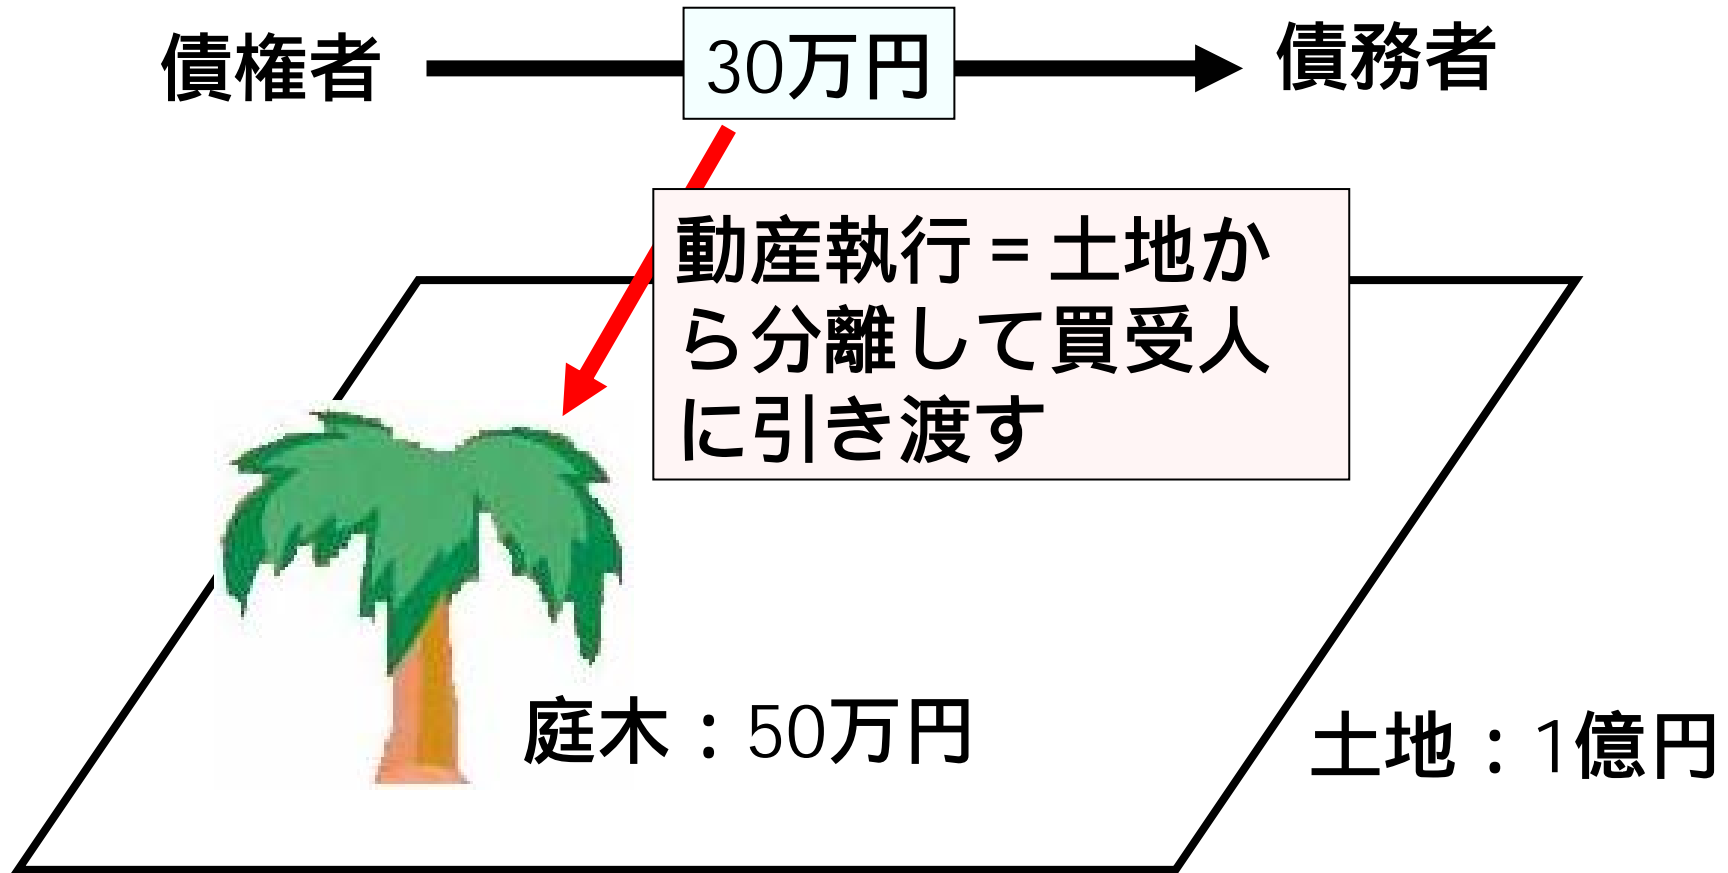 債権者
30万円
債務者
動産執行=土地か
ら分離して買受人
に引き渡す
庭木:50万円
土地:1億円